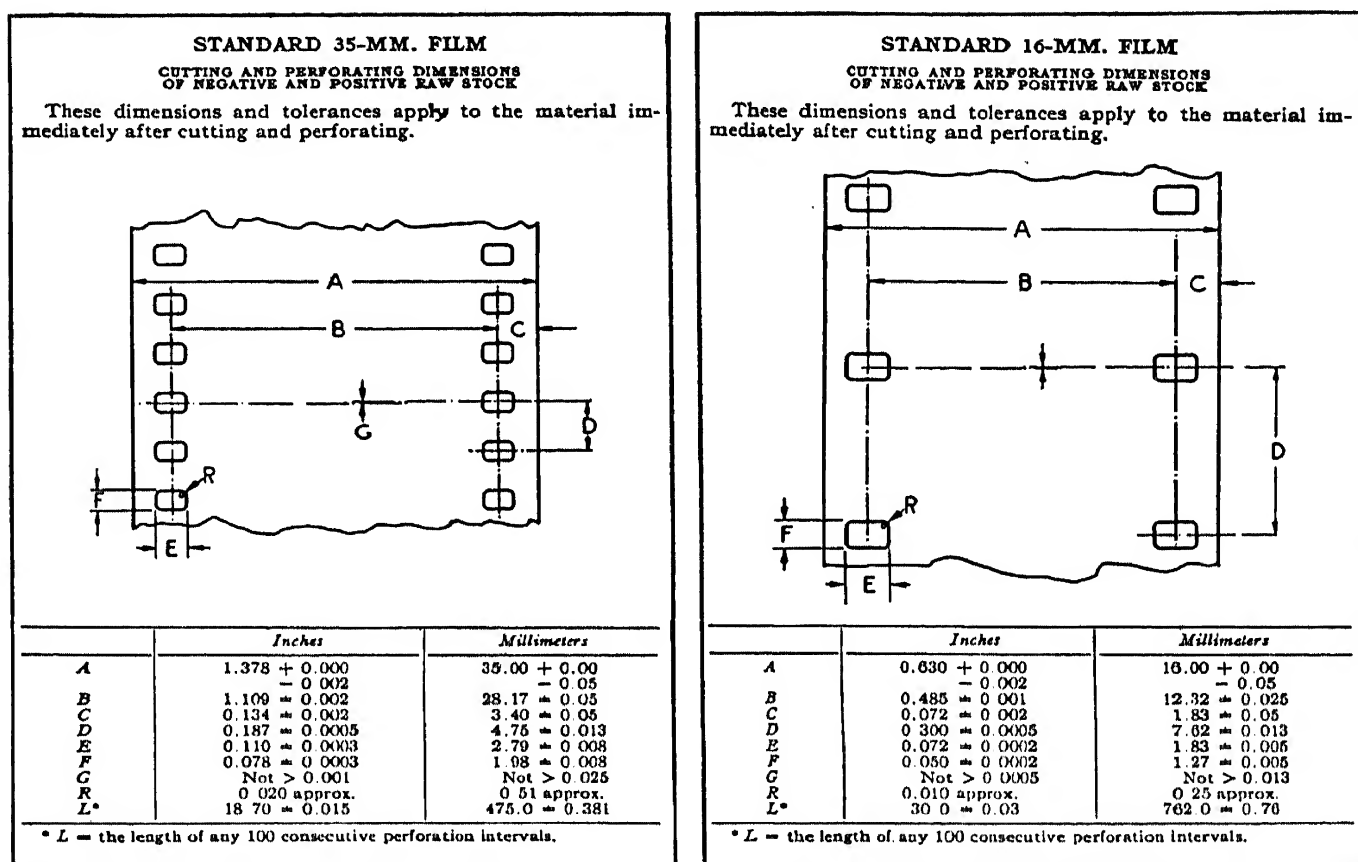 STANDARD 35-MM. FILM
CUTTING AND PERFORATING DIMENSIONS
OF NEGATIVE AND POSITIVE RAW STOCK
These dimensions and tolerances apply to the material im-
mediately after cutting and perforating.
A
B
C
G
D
R
F
E
Inches Millimeters
A 1.378 + 0.000 35.00 + 0.00
− 0 002 − 0.05
B 1.109 ± 0.002 28.17 ± 0.05
C 0.134 ± 0.002 3.40 ± 0.05
D 0.187 ± 0.0005 4.75 ± 0.013
E 0.110 ± 0.0003 2.79 ± 0 008
F 0.078 ± 0.0003 1.98 ± 0.008
G Not > 0.001 Not > 0.025
R 0 020 approx. 0 51 approx.
L* 18 70 ± 0.015 475.0 ± 0.381
* L = the length of any 100 consecutive perforation intervals.
STANDARD 16-MM. FILM
CUTTING AND PERFORATING DIMENSIONS
OF NEGATIVE AND POSITIVE RAW STOCK
These dimensions and tolerances apply to the material im-
mediately after cutting and perforating.
A
B
C
D
R
F
E
Inches Millimeters
A 0.630 + 0.000 16.00 + 0.00
− 0.002 − 0.05
B 0.485 ± 0 001 12.32 ± 0.025
C 0.072 ± 0 002 1.83 ± 0.05
D 0 300 ± 0.0005 7.62 ± 0.013
E 0.072 ± 0.0002 1.83 ± 0.005
F 0.050 ± 0 0002 1.27 ± 0.005
G Not > 0 0005 Not > 0.013
R 0.010 approx. 0 25 approx.
L* 30 0 ± 0.03 762 0 ± 0.76
* L = the length of any 100 consecutive perforation intervals.